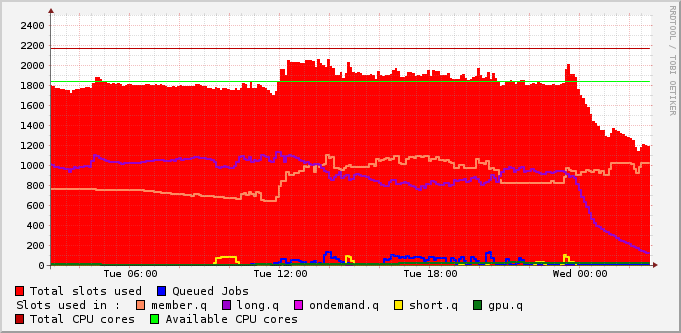 RRDTOOL / TOBI OETIKER
2400
2200
2000
1800
1600
1400
1200
1000
800
600
400
200
0
Tue 06:00 Tue 12:00 Tue 18:00 Wed 00:00
Total slots used Queued Jobs
Slots used in : member.q long.q ondemand.q short.q gpu.q
Total CPU cores Available CPU cores